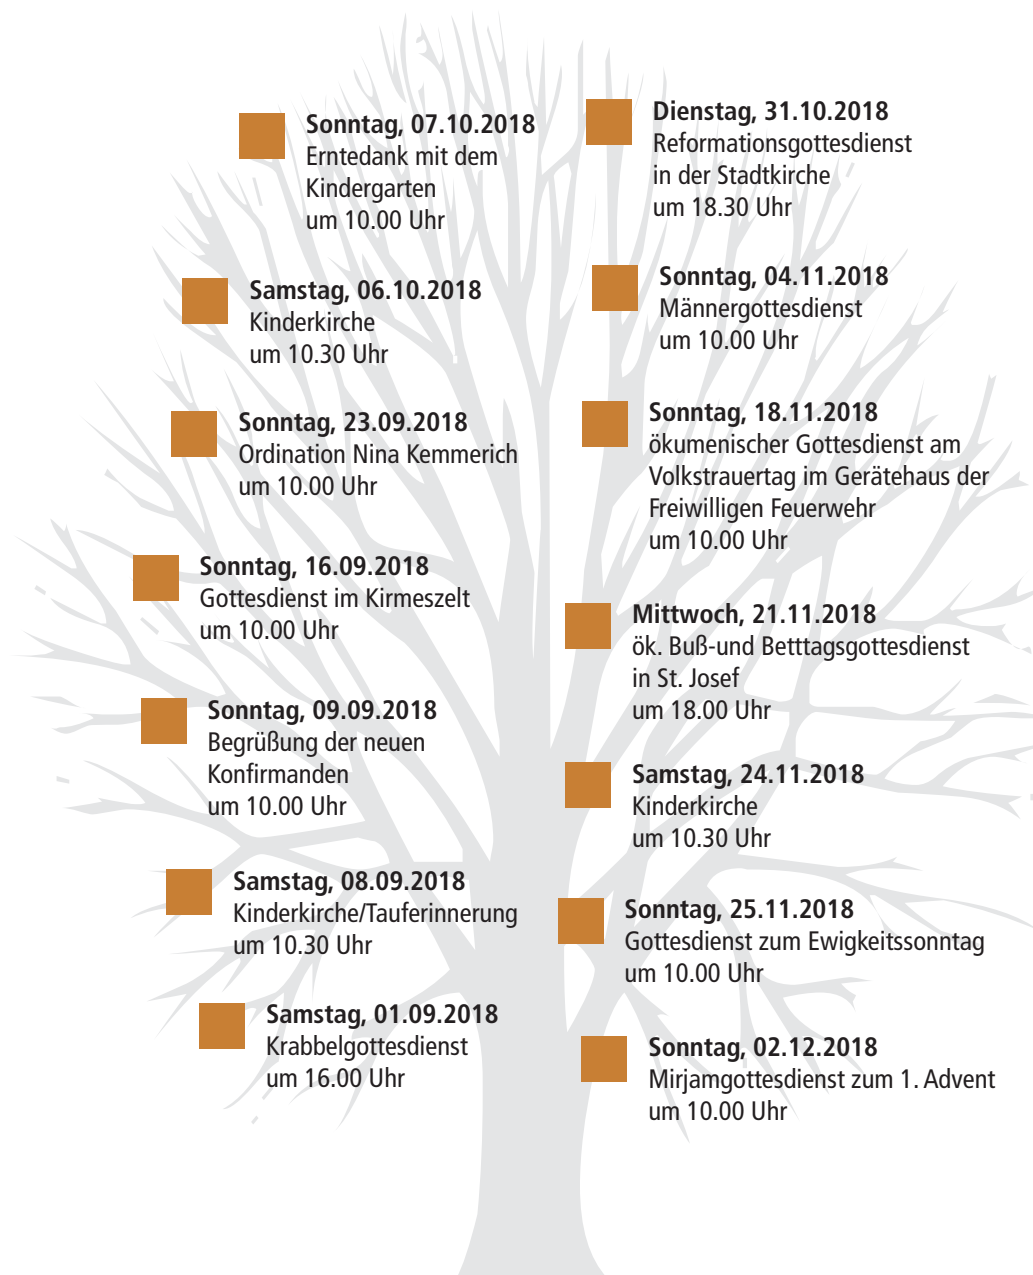 Sonntag, 07.10.2018
Erntedank mit dem
Kindergarten
um 10.00 Uhr
Samstag, 06.10.2018
Kinderkirche
um 10.30 Uhr
Sonntag, 23.09.2018
Ordination Nina Kemmerich
um 10.00 Uhr
Sonntag, 16.09.2018
Gottesdienst im Kirmeszelt
um 10.00 Uhr
Sonntag, 09.09.2018
Begrüßung der neuen
Konfirmanden
um 10.00 Uhr
Samstag, 08.09.2018
Kinderkirche/Tauferinnerung
um 10.30 Uhr
Samstag, 01.09.2018
Krabbelgottesdienst
um 16.00 Uhr
Dienstag, 31.10.2018
Reformationsgottesdienst
in der Stadtkirche
um 18.30 Uhr
Sonntag, 04.11.2018
Männergottesdienst
um 10.00 Uhr
Sonntag, 18.11.2018
ökumenischer Gottesdienst am
Volkstrauertag im Gerätehaus der
Freiwilligen Feuerwehr
um 10.00 Uhr
Mittwoch, 21.11.2018
ök. Buß-und Betttagsgottesdienst
in St. Josef
um 18.00 Uhr
Samstag, 24.11.2018
Kinderkirche
um 10.30 Uhr
Sonntag, 25.11.2018
Gottesdienst zum Ewigkeitssonntag
um 10.00 Uhr
Sonntag, 02.12.2018
Mirjamgottesdienst zum 1. Advent
um 10.00 Uhr